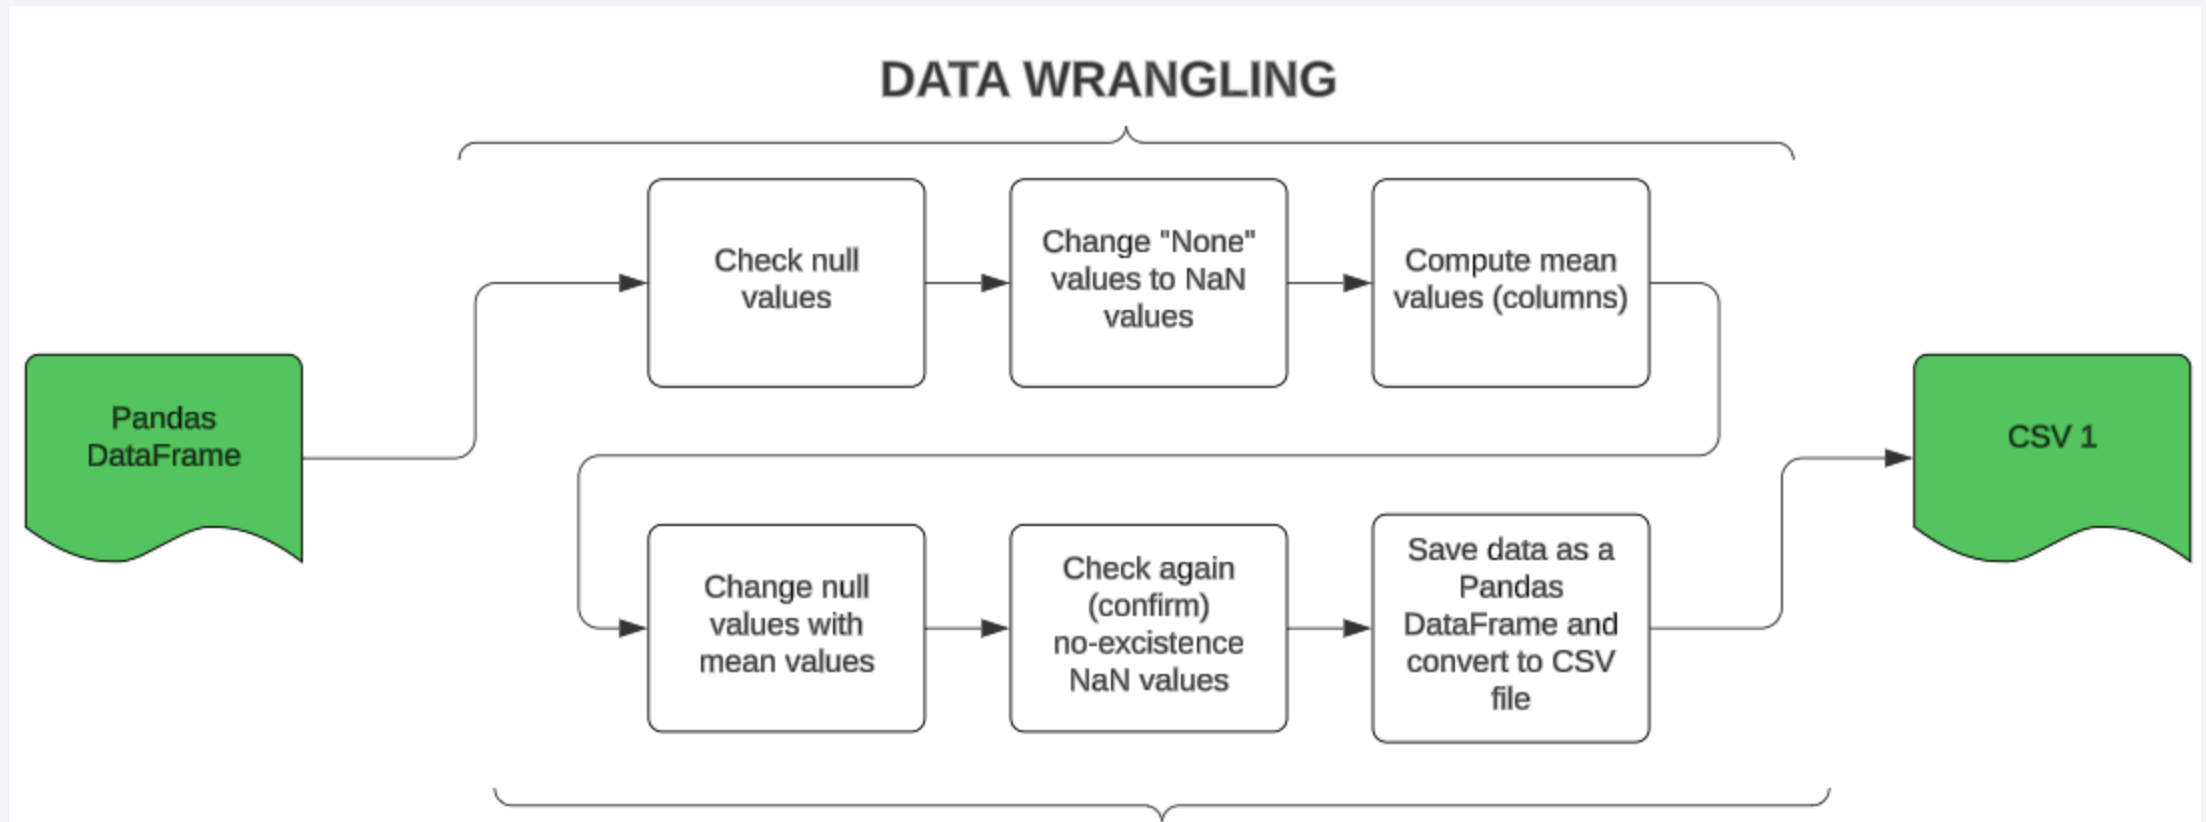 DATA WRANGLING
Pandas
DataFrame
Check null
values
Change "None"
values to NaN
values
Compute mean
values (columns)
Change null
values with
mean values
Check again
(confirm)
no-excistence
NaN values
Save data as a
Pandas
DataFrame and
convert to CSV
file
CSV 1